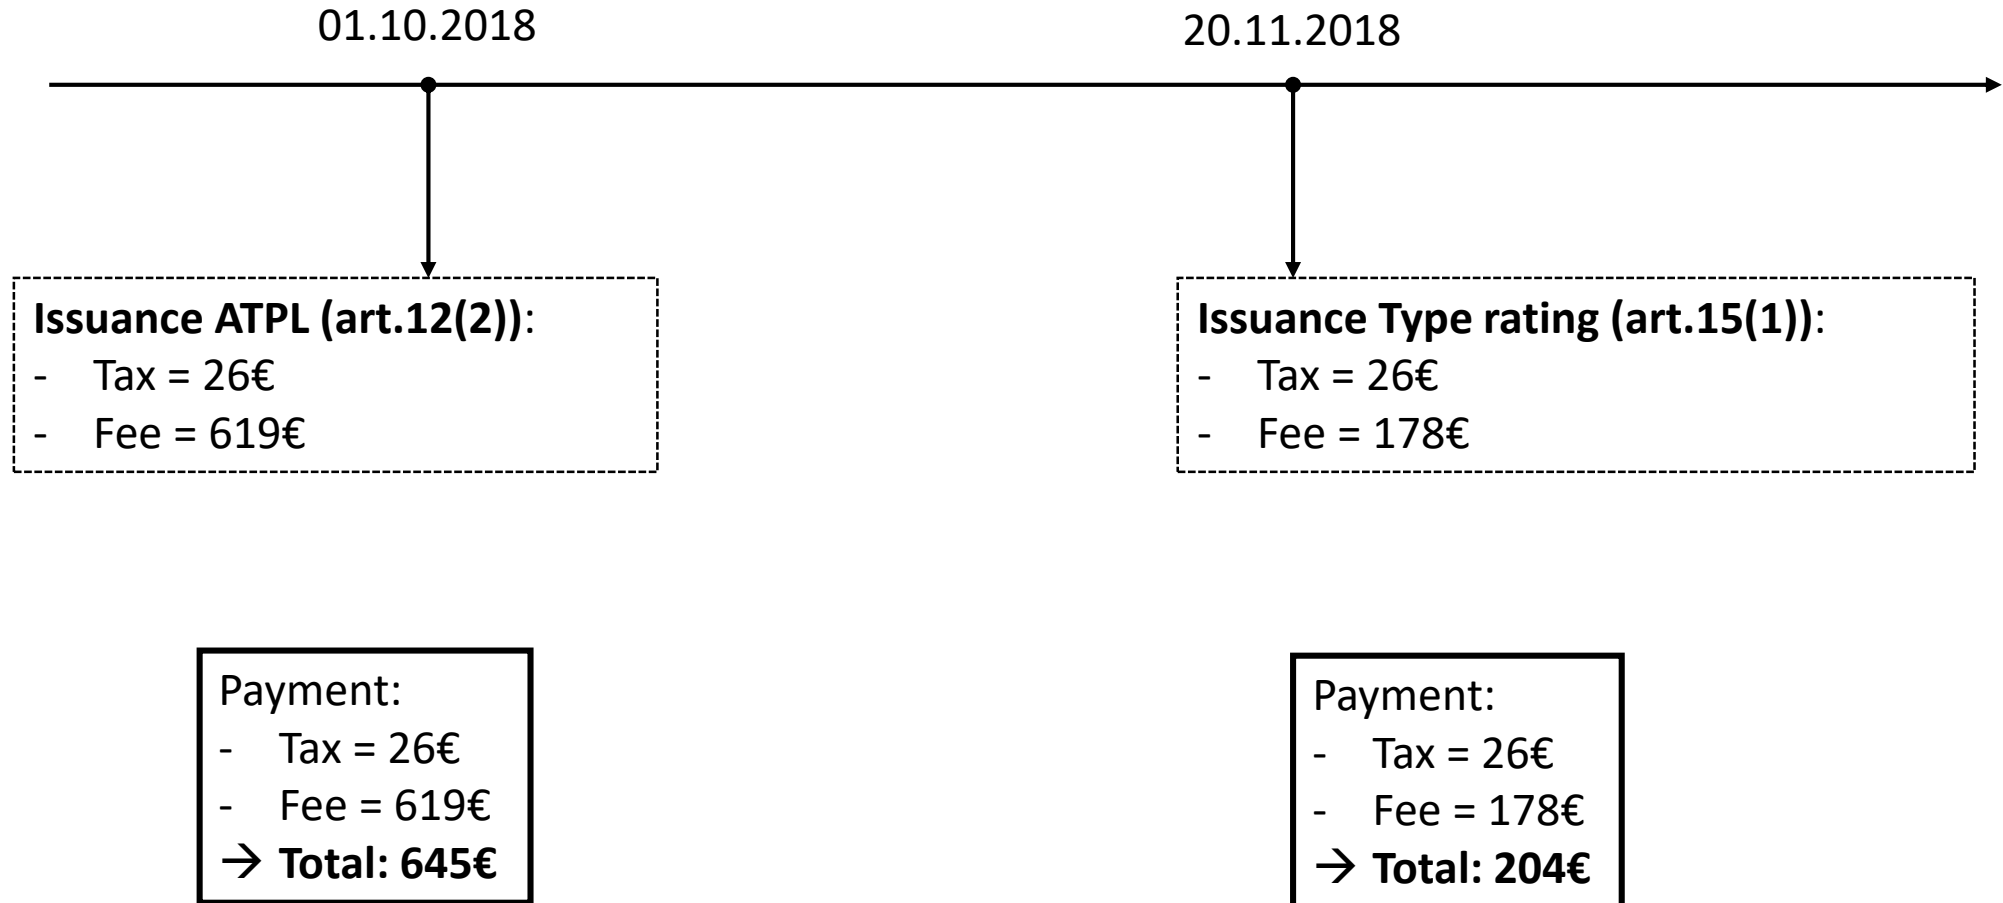 01.10.2018
20.11.2018
Issuance ATPL (art.12(2)):
- Tax = 26€
- Fee = 619€
Issuance Type rating (art.15(1)):
- Tax = 26€
- Fee = 178€
Payment:
- Tax = 26€
- Fee = 619€
→ Total: 645€
Payment:
- Tax = 26€
- Fee = 178€
→ Total: 204€